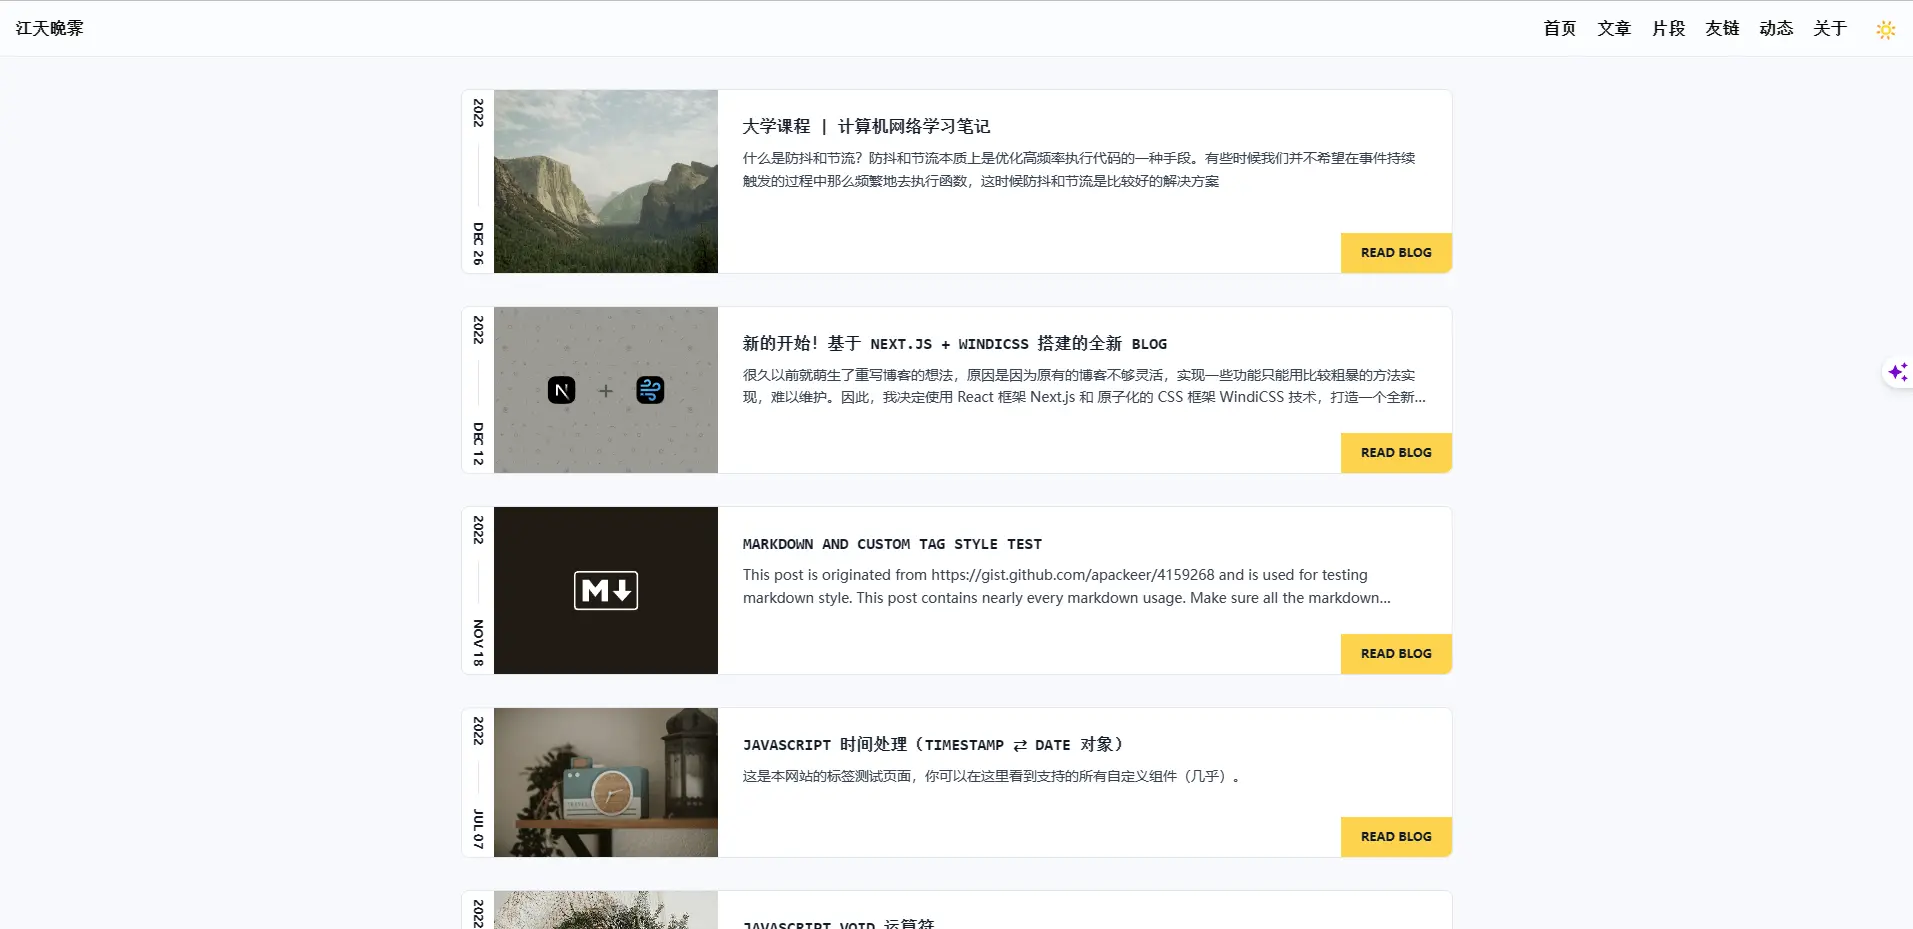 江天晚霁
首页 文章 片段 友链 动态 关于
2022
DEC 26
大学课程 | 计算机网络学习笔记
什么是防抖和节流？防抖和节流本质上是优化高频率执行代码的一种手段。有些时候我们并不希望在事件持续
触发的过程中那么频繁地去执行函数，这时候防抖和节流是比较好的解决方案
READ BLOG
2022
DEC 12
N +
新的开始！基于 NEXT.JS + WINDICSS 搭建的全新 BLOG
很久以前就萌生了重写博客的想法，原因是因为原有的博客不够灵活，实现一些功能只能用比较粗暴的方法实
现，难以维护。因此，我决定使用 React 框架 Next.js 和 原子化的 CSS 框架 WindiCSS 技术，打造一个全新...
READ BLOG
2022
NOV 18
M
MARKDOWN AND CUSTOM TAG STYLE TEST
This post is originated from https://gist.github.com/apackeer/4159268 and is used for testing
markdown style. This post contains nearly every markdown usage. Make sure all the markdown...
READ BLOG
2022
JUL 07
JAVASCRIPT 时间处理（TIMESTAMP ⇄ DATE 对象）
这是本网站的标签测试页面，你可以在这里看到支持的所有自定义组件（几乎）。
READ BLOG
2022
JAVASCRIPT VOID 运算符